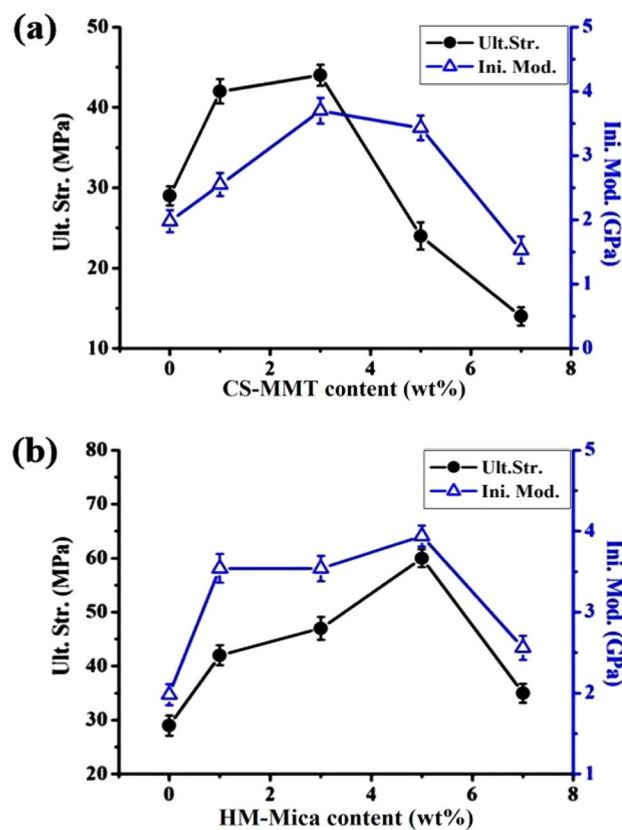 (a)
50
40
30
20
10
Ult. Str. (MPa)
Ult.Str.
Ini. Mod.
5
4
3
2
1
0
Ini. Mod. (GPa)
0 2 4 6 8
CS-MMT content (wt%)
(b)
80
70
60
50
40
30
20
Ult. Str. (MPa)
Ult.Str.
Ini. Mod.
5
4
3
2
1
Ini. Mod. (GPa)
0 2 4 6 8
HM-Mica content (wt%)